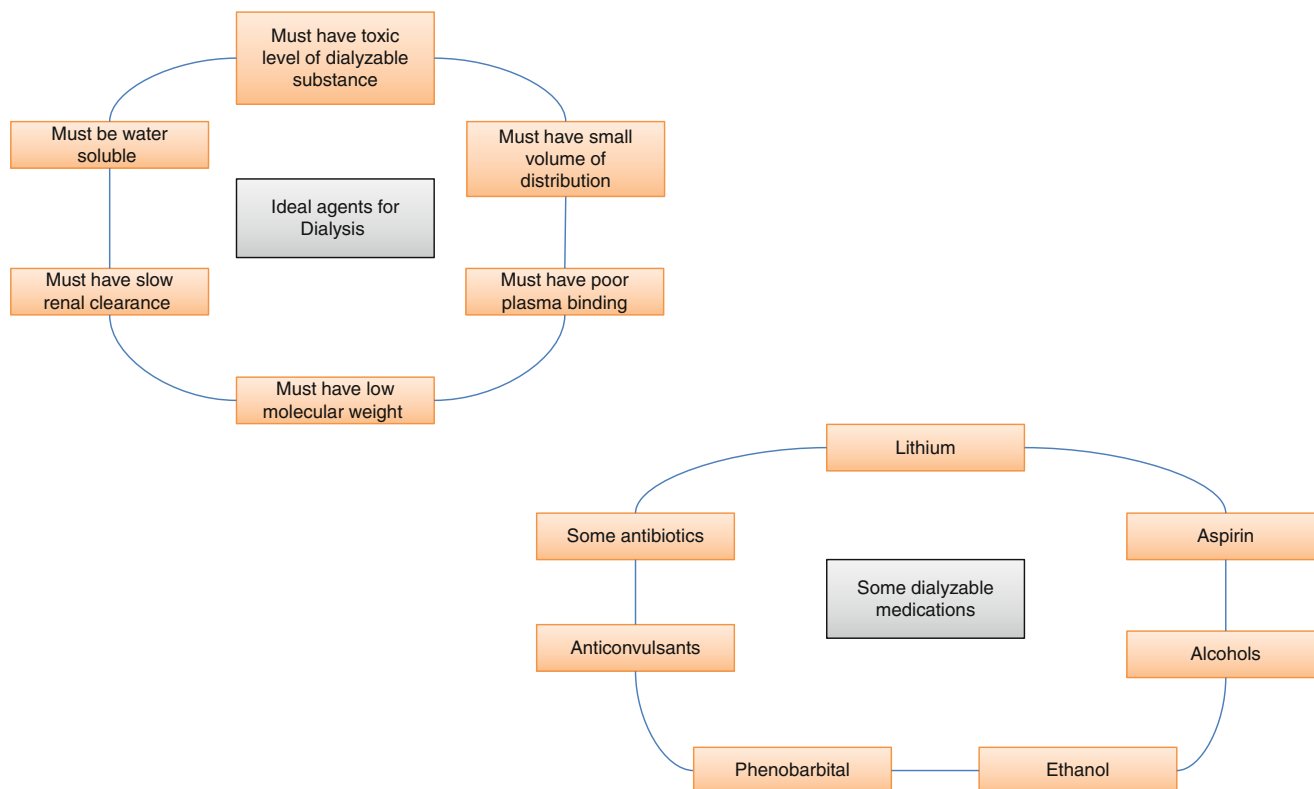 Must have toxic
level of dialyzable
substance
Must be water
soluble
Must have small
volume of
distribution
Ideal agents for
Dialysis
Must have slow
renal clearance
Must have poor
plasma binding
Must have low
molecular weight
Lithium
Some antibiotics
Aspirin
Some dialyzable
medications
Anticonvulsants
Alcohols
Phenobarbital
Ethanol